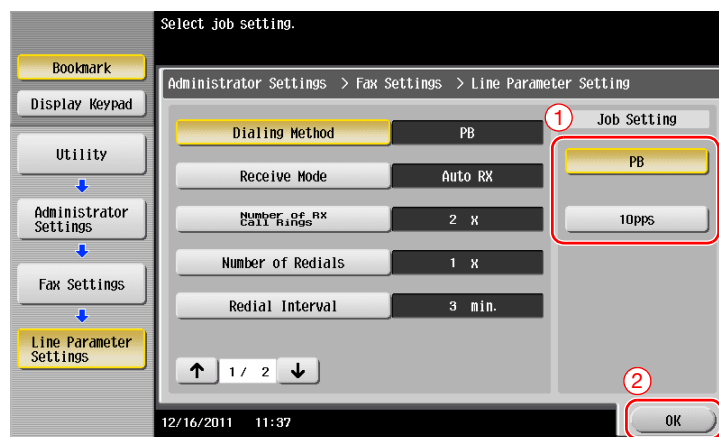 Select job setting.
Bookmark
Display Keypad
Utility
Administrator
Settings
Fax Settings
Line Parameter
Settings
Administrator Settings > Fax Settings > Line Parameter Setting
Dialing Method
PB
Receive Mode
Auto RX
Number of RX
Call Rings
2 X
Number of Redials
1 X
Redial Interval
3 min.
↑ 1/ 2 ↓
1
Job Setting
PB
10pps
2
12/16/2011 11:37
OK